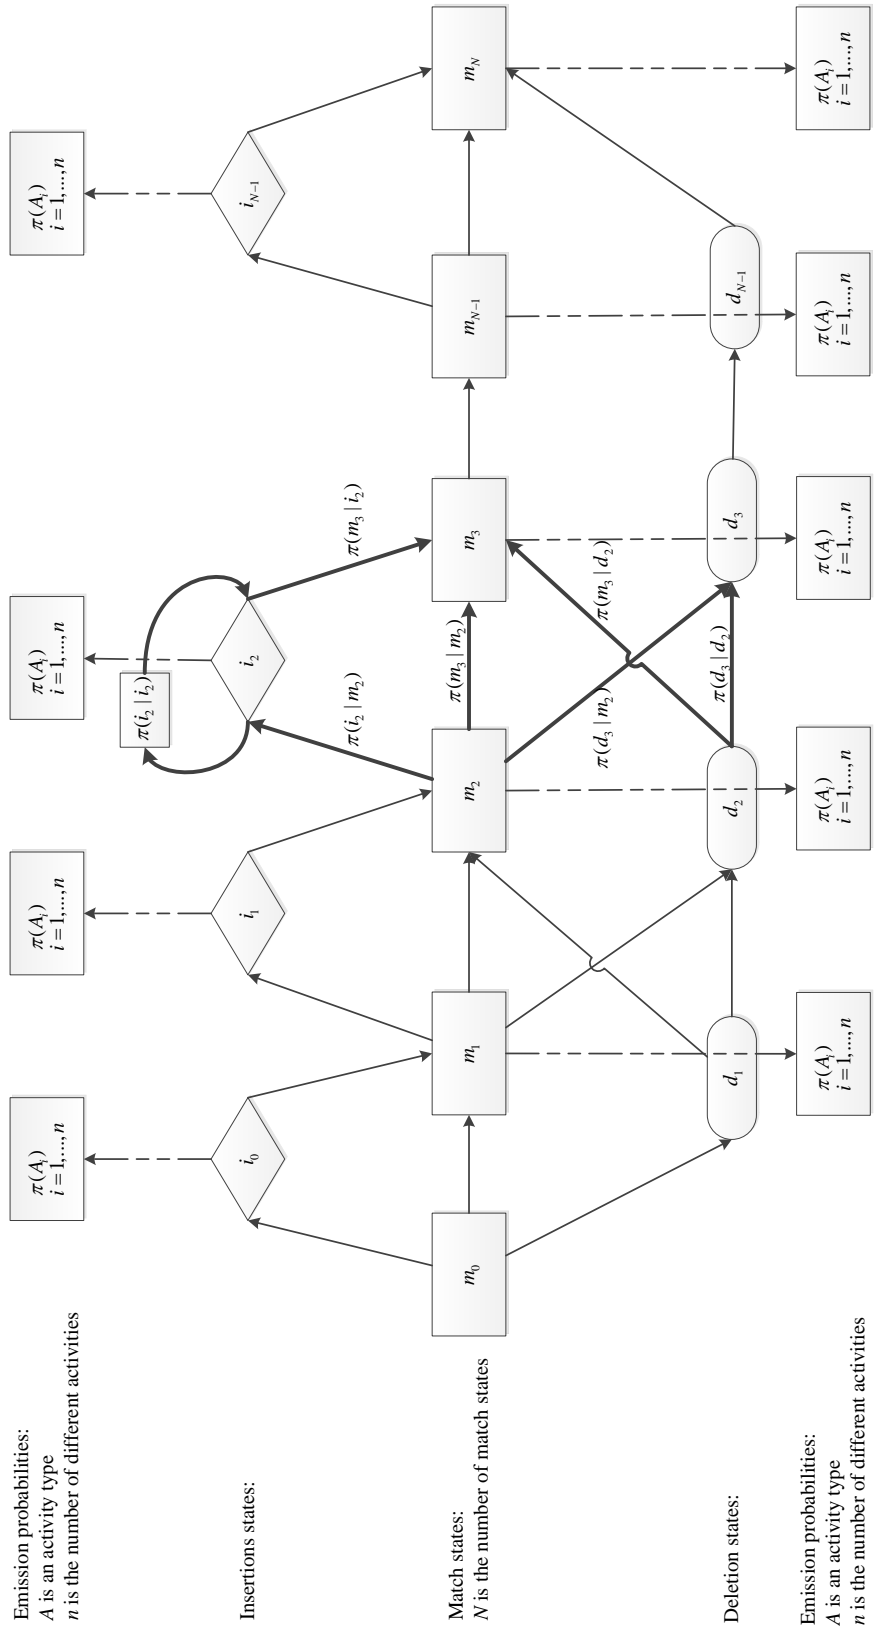 Emission probabilities:
A is an activity type
n is the number of different activities
π(A_i)
i = 1,...,n
π(A_i)
i = 1,...,n
π(A_i)
i = 1,...,n
π(A_i)
i = 1,...,n
π(i_2 | i_2)
Insertions states:
i_0
i_1
i_2
i_{N−1}
π(i_2 | m_2)
π(m_3 | i_2)
Match states:
N is the number of match states
m_0
m_1
m_2
π(m_3 | m_2)
m_3
m_{N−1}
m_N
π(d_3 | m_2)
π(m_3 | d_2)
π(d_3 | d_2)
Deletion states:
d_1
d_2
d_3
d_{N−1}
Emission probabilities:
A is an activity type
n is the number of different activities
π(A_i)
i = 1,...,n
π(A_i)
i = 1,...,n
π(A_i)
i = 1,...,n
π(A_i)
i = 1,...,n
π(A_i)
i = 1,...,n